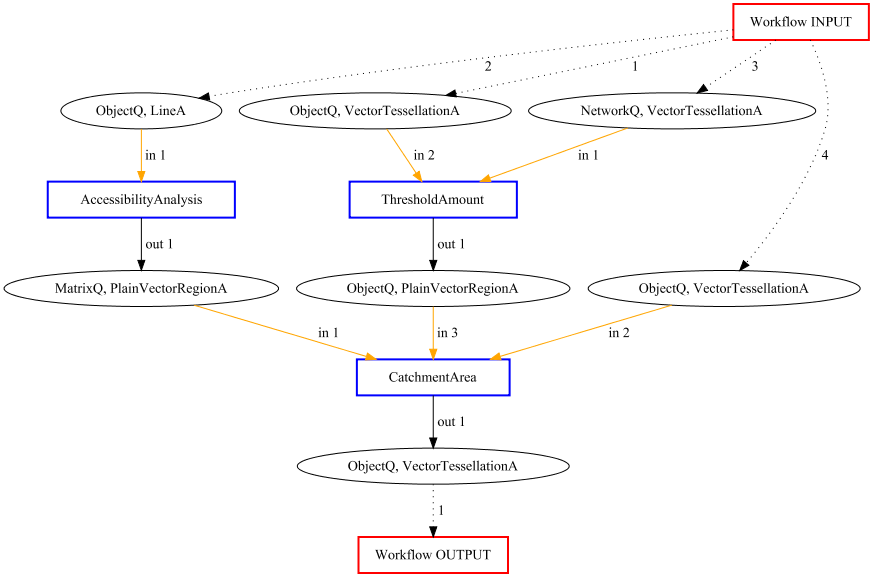 Workflow INPUT
2
1
3
ObjectQ, LineA
ObjectQ, VectorTessellationA
NetworkQ, VectorTessellationA
in 1
in 2
in 1
4
AccessibilityAnalysis
ThresholdAmount
out 1
out 1
MatrixQ, PlainVectorRegionA
ObjectQ, PlainVectorRegionA
ObjectQ, VectorTessellationA
in 1
in 3
in 2
CatchmentArea
out 1
ObjectQ, VectorTessellationA
1
Workflow OUTPUT